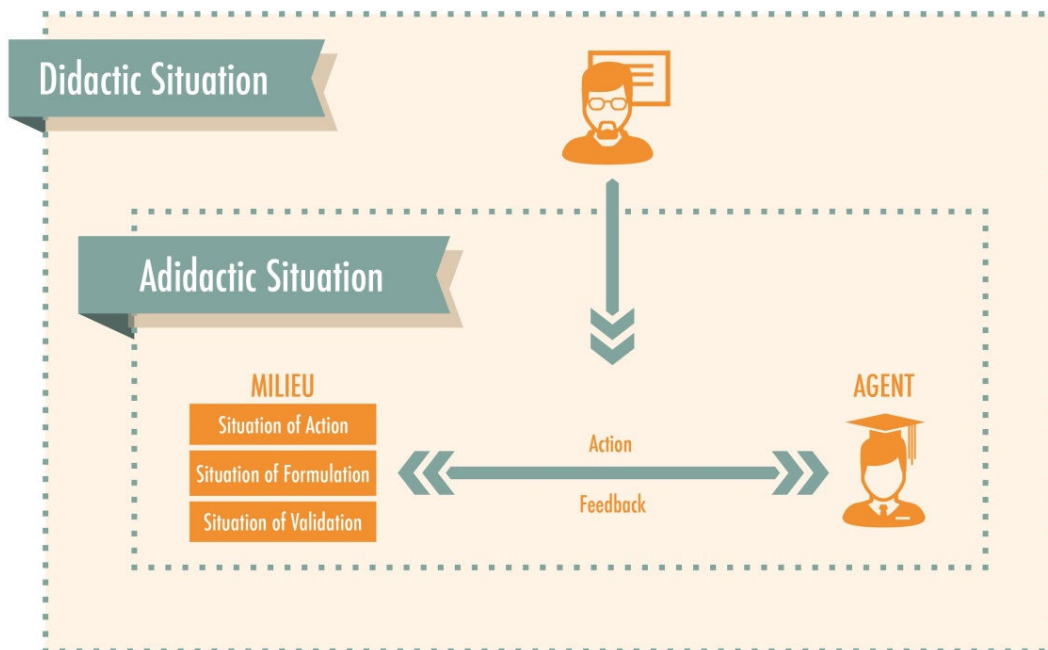 Didactic Situation
Adidactic Situation
MILIEU
Situation of Action
Situation of Formulation
Situation of Validation
Action
Feedback
AGENT